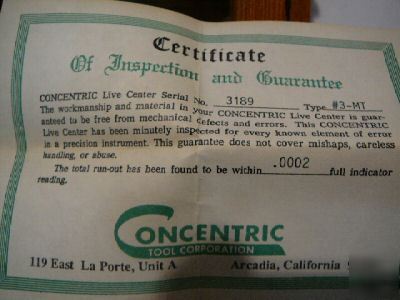 Certificate
Of Inspection and Guarantee
CONCENTRIC Live Center Serial No. 3189 Type #3-MT
The workmanship and material in your CONCENTRIC Live Center is guar-
anteed to be free from mechanical defects and errors. This CONCENTRIC
Live Center has been minutely inspected for every known element of error
in a precision instrument. This guarantee does not cover mishaps, careless
handling, or abuse.
The total run-out has been found to be within .0002 full indicator
reading.
CONCENTRIC
TOOL CORPORATION
119 East La Porte, Unit A Arcadia, California